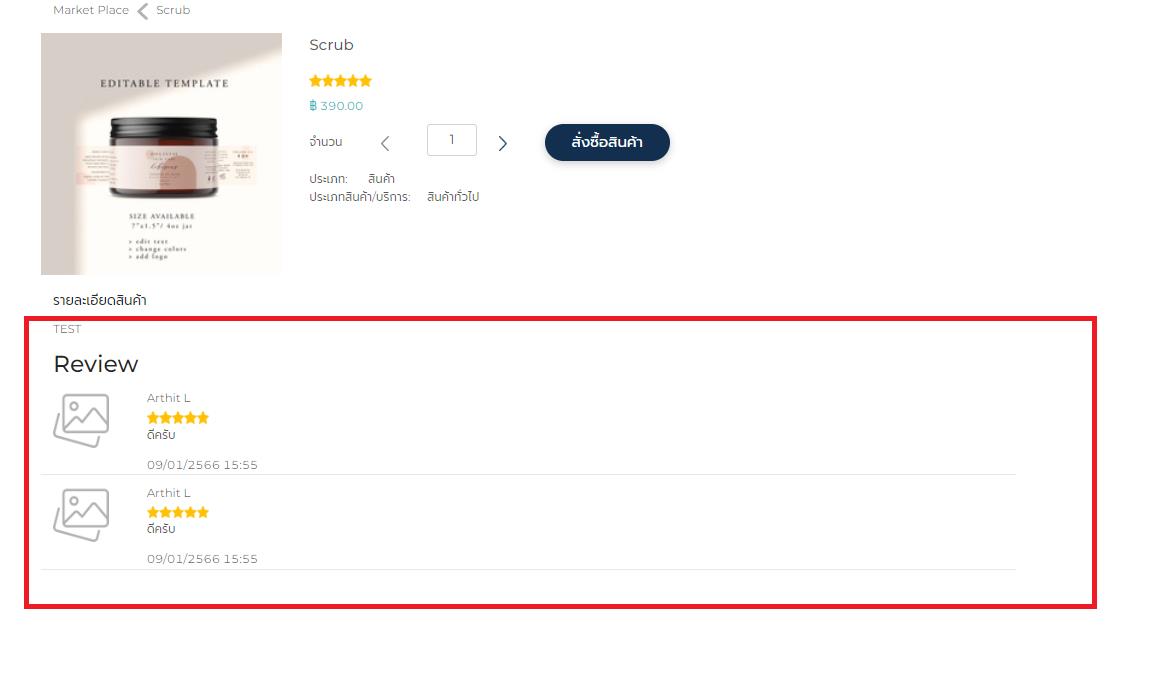 Market Place Scrub
EDITABLE TEMPLATE
SIZE AVAILABLE
?"x1.5"/ 4oz jar
> edit text
> change colors
> add logo
Scrub
฿ 390.00
จำนวน 1 สั่งซื้อสินค้า
ประเภท: สินค้า
ประเภทสินค้า/บริการ: สินค้าทั่วไป
รายละเอียดสินค้า
TEST
Review
Arthit L
ดีครับ
09/01/2566 15:55
Arthit L
ดีครับ
09/01/2566 15:55